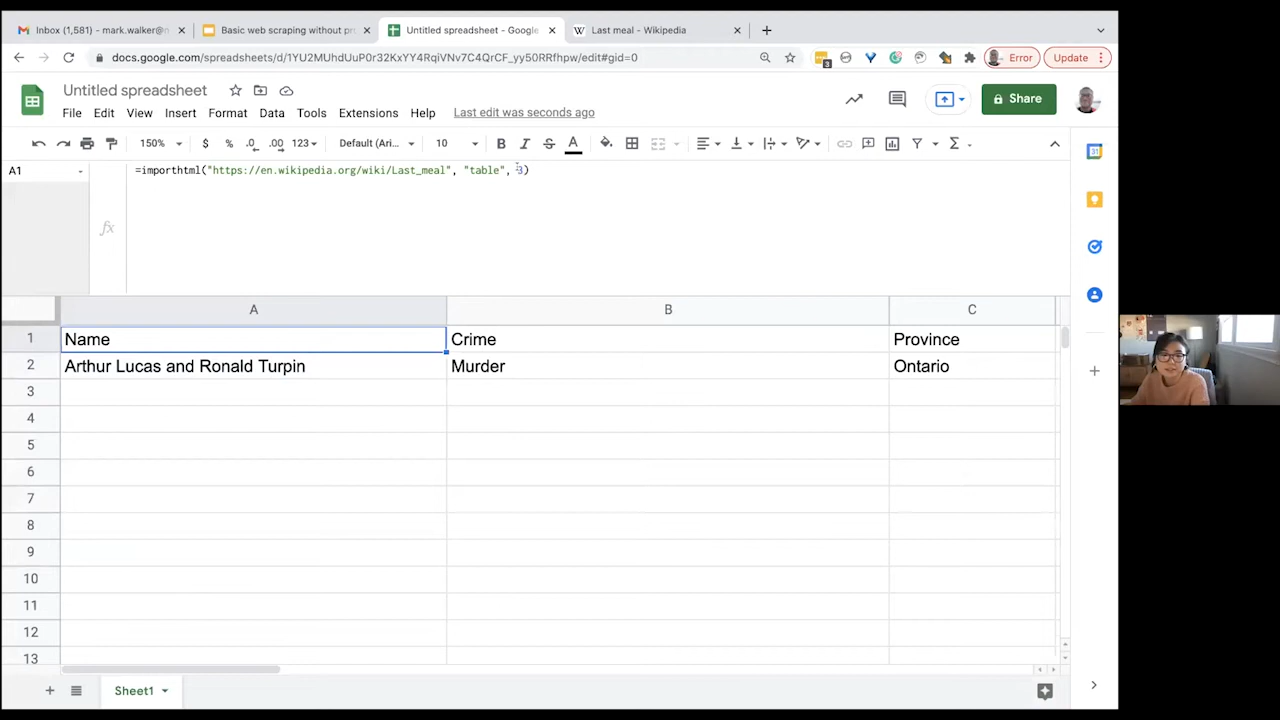 Inbox (1,581) - mark.walker@n
Basic web scraping without pr
Untitled spreadsheet - Google
W Last meal - Wikipedia
docs.google.com/spreadsheets/d/1YU2MUhdUuP0r32KkYY4RqiVNv7C4QrCF_yy50RRfhpw/edit#gid=0
3
Error
Update
Untitled spreadsheet
File Edit View Insert Format Data Tools Extensions Help Last edit was seconds ago
Share
150% $ % .0 .00 123 Default (Ari... 10 B I S A Σ
31
A1
=importhtml("https://en.wikipedia.org/wiki/Last_meal", "table", 3)
fx
A B C
1 Name Crime Province
2 Arthur Lucas and Ronald Turpin Murder Ontario
3
4
5
6
7
8
9
10
11
12
13
Sheet1